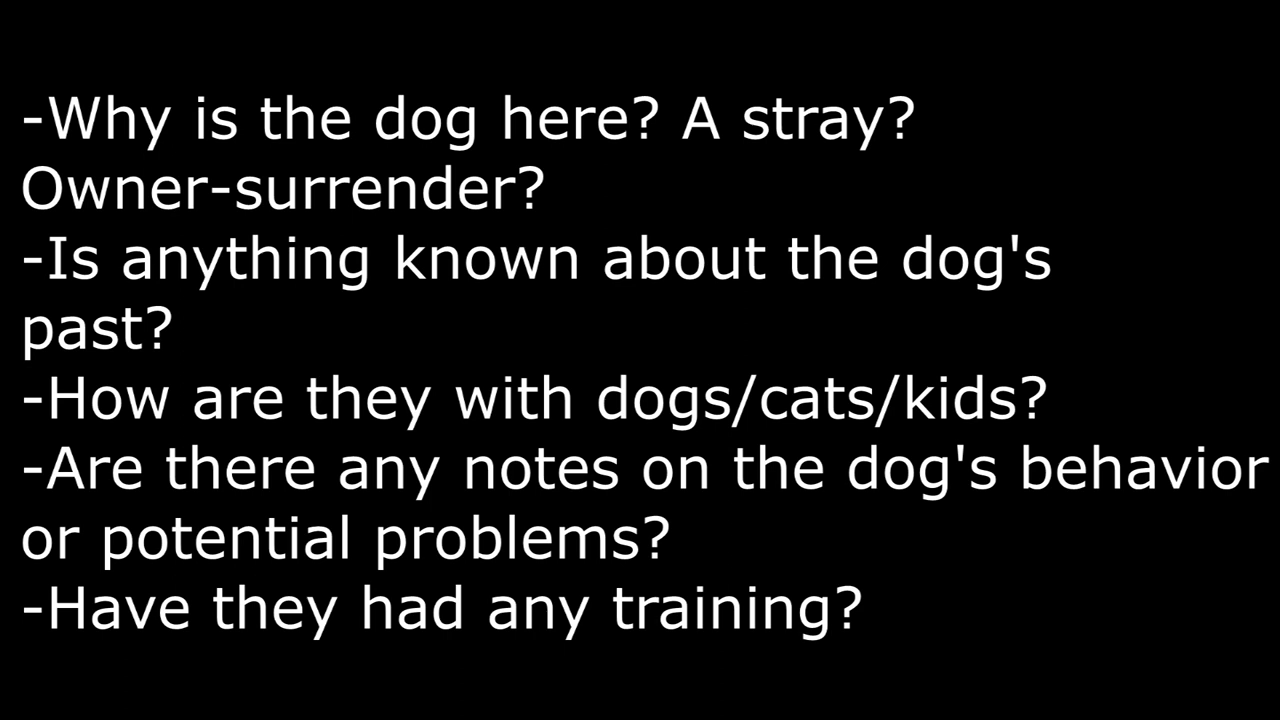 -Why is the dog here? A stray?
Owner-surrender?
-Is anything known about the dog's
past?
-How are they with dogs/cats/kids?
-Are there any notes on the dog's behavior
or potential problems?
-Have they had any training?